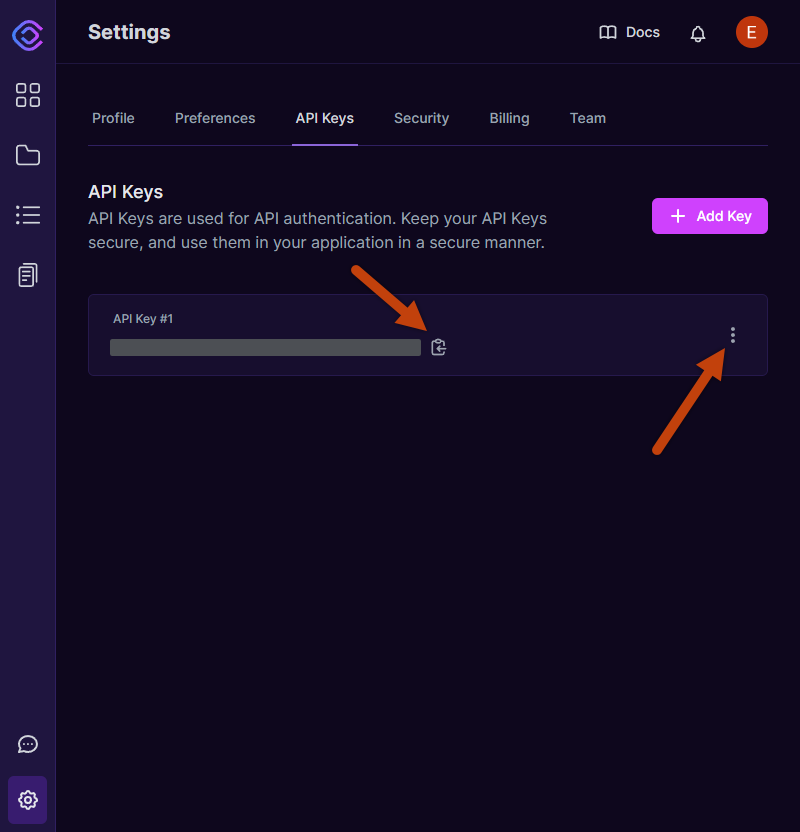 Settings
Docs
E
Profile
Preferences
API Keys
Security
Billing
Team
API Keys
API Keys are used for API authentication. Keep your API Keys
secure, and use them in your application in a secure manner.
Add Key
API Key #1